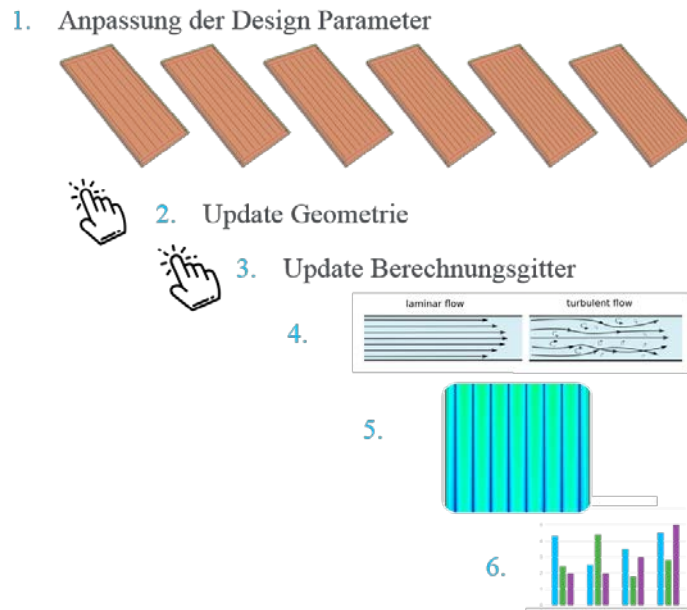 1. Anpassung der Design Parameter
2. Update Geometrie
3. Update Berechnungsgitter
laminar flow turbulent flow
4.
5.
6.